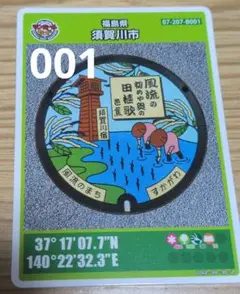 福島県
須賀川市
07-207-B001
001
風流の
初めや奥の
田植歌
芭蕉
須賀川宿
風流のまち
すかがわ
37°17'07.7"N
140°22'32.3"E